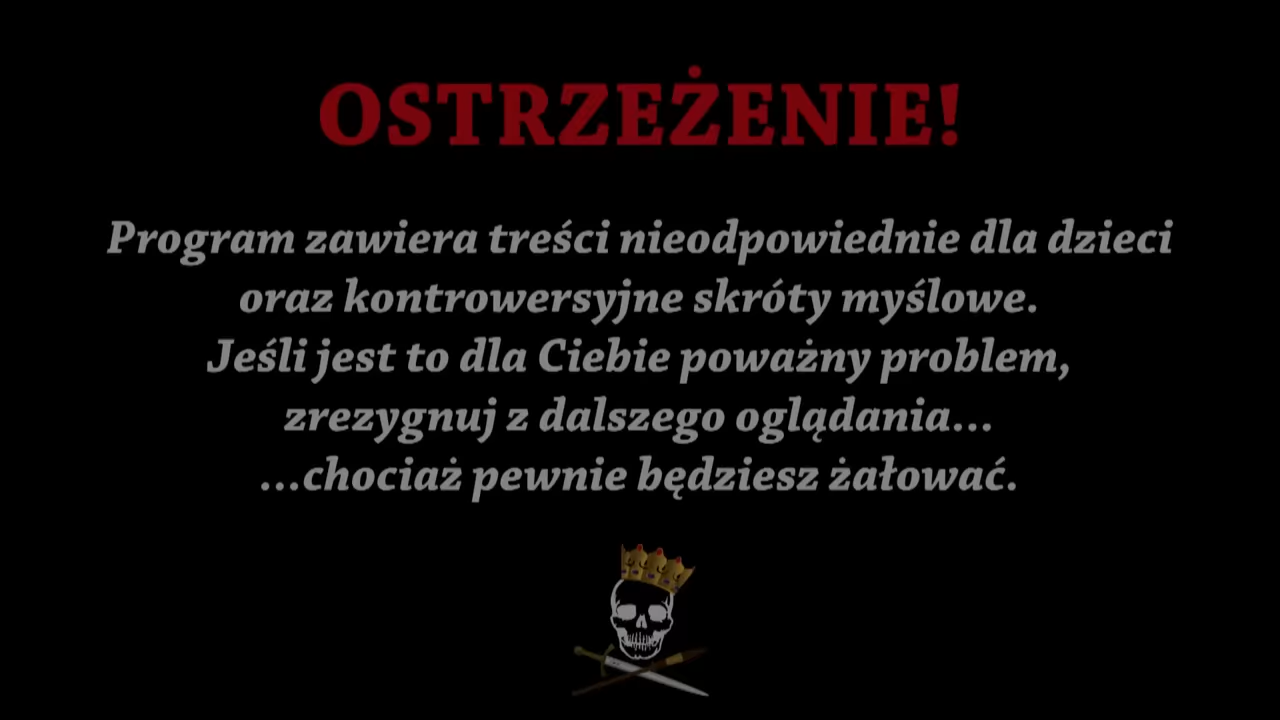 OSTRZEŻENIE!
Program zawiera treści nieodpowiednie dla dzieci
oraz kontrowersyjne skróty myślowe.
Jeśli jest to dla Ciebie poważny problem,
zrezygnuj z dalszego oglądania...
...chociaż pewnie będziesz żałować.